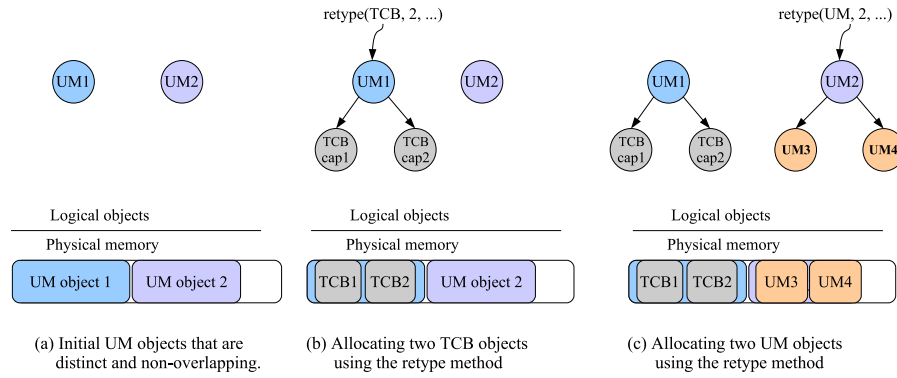 retype(TCB, 2, ...)
retype(UM, 2, ...)
UM1
UM2
UM1
UM2
UM1
UM2
TCB
cap1
TCB
cap2
TCB
cap1
TCB
cap2
UM3
UM4
Logical objects
Logical objects
Logical objects
Physical memory
Physical memory
Physical memory
UM object 1
UM object 2
TCB1
TCB2
UM object 2
TCB1
TCB2
UM3
UM4
(a) Initial UM objects that are
distinct and non-overlapping.
(b) Allocating two TCB objects
using the retype method
(c) Allocating two UM objects
using the retype method